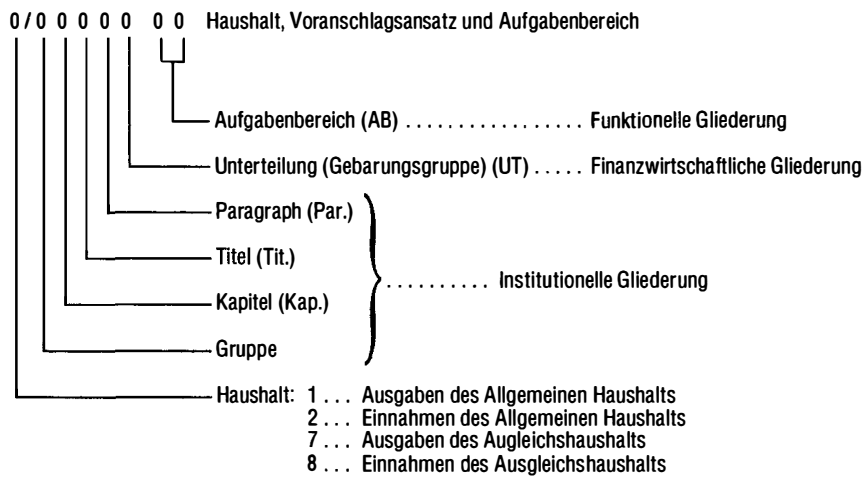 0/0 0 0 0 0 0 0 Haushalt, Voranschlagsansatz und Aufgabenbereich
Aufgabenbereich (AB) . . . . . . . . . . . . . . . . . Funktionelle Gliederung
Unterteilung (Gebarungsgruppe) (UT) . . . . . Finanzwirtschaftliche Gliederung
Paragraph (Par.)
Titel (Tit.)
. . . . . . . . . . Institutionelle Gliederung
Kapitel (Kap.)
Gruppe
Haushalt: 1 . . . Ausgaben des Allgemeinen Haushalts
2 . . . Einnahmen des Allgemeinen Haushalts
7 . . . Ausgaben des Augleichshaushalts
8 . . . Einnahmen des Ausgleichshaushalts